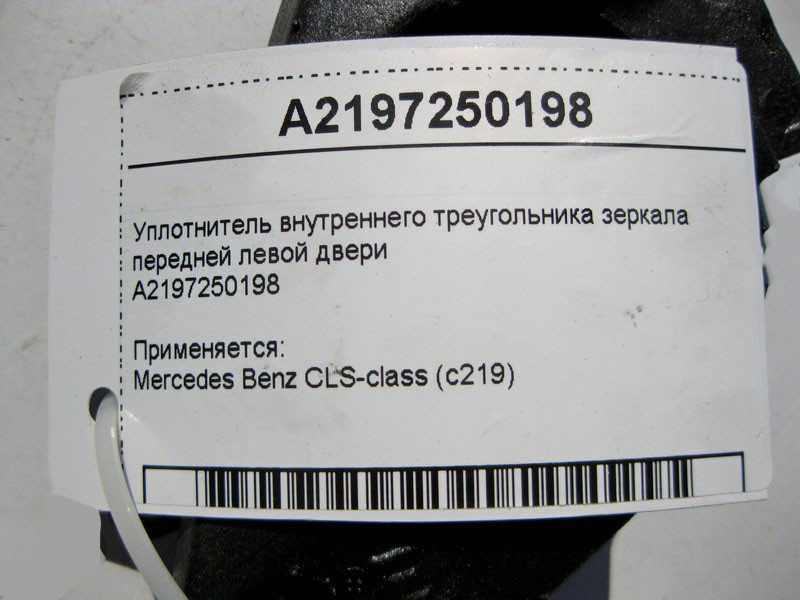 A2197250198
Уплотнитель внутреннего треугольника зеркала
передней левой двери
A2197250198
Применяется:
Mercedes Benz CLS-class (c219)